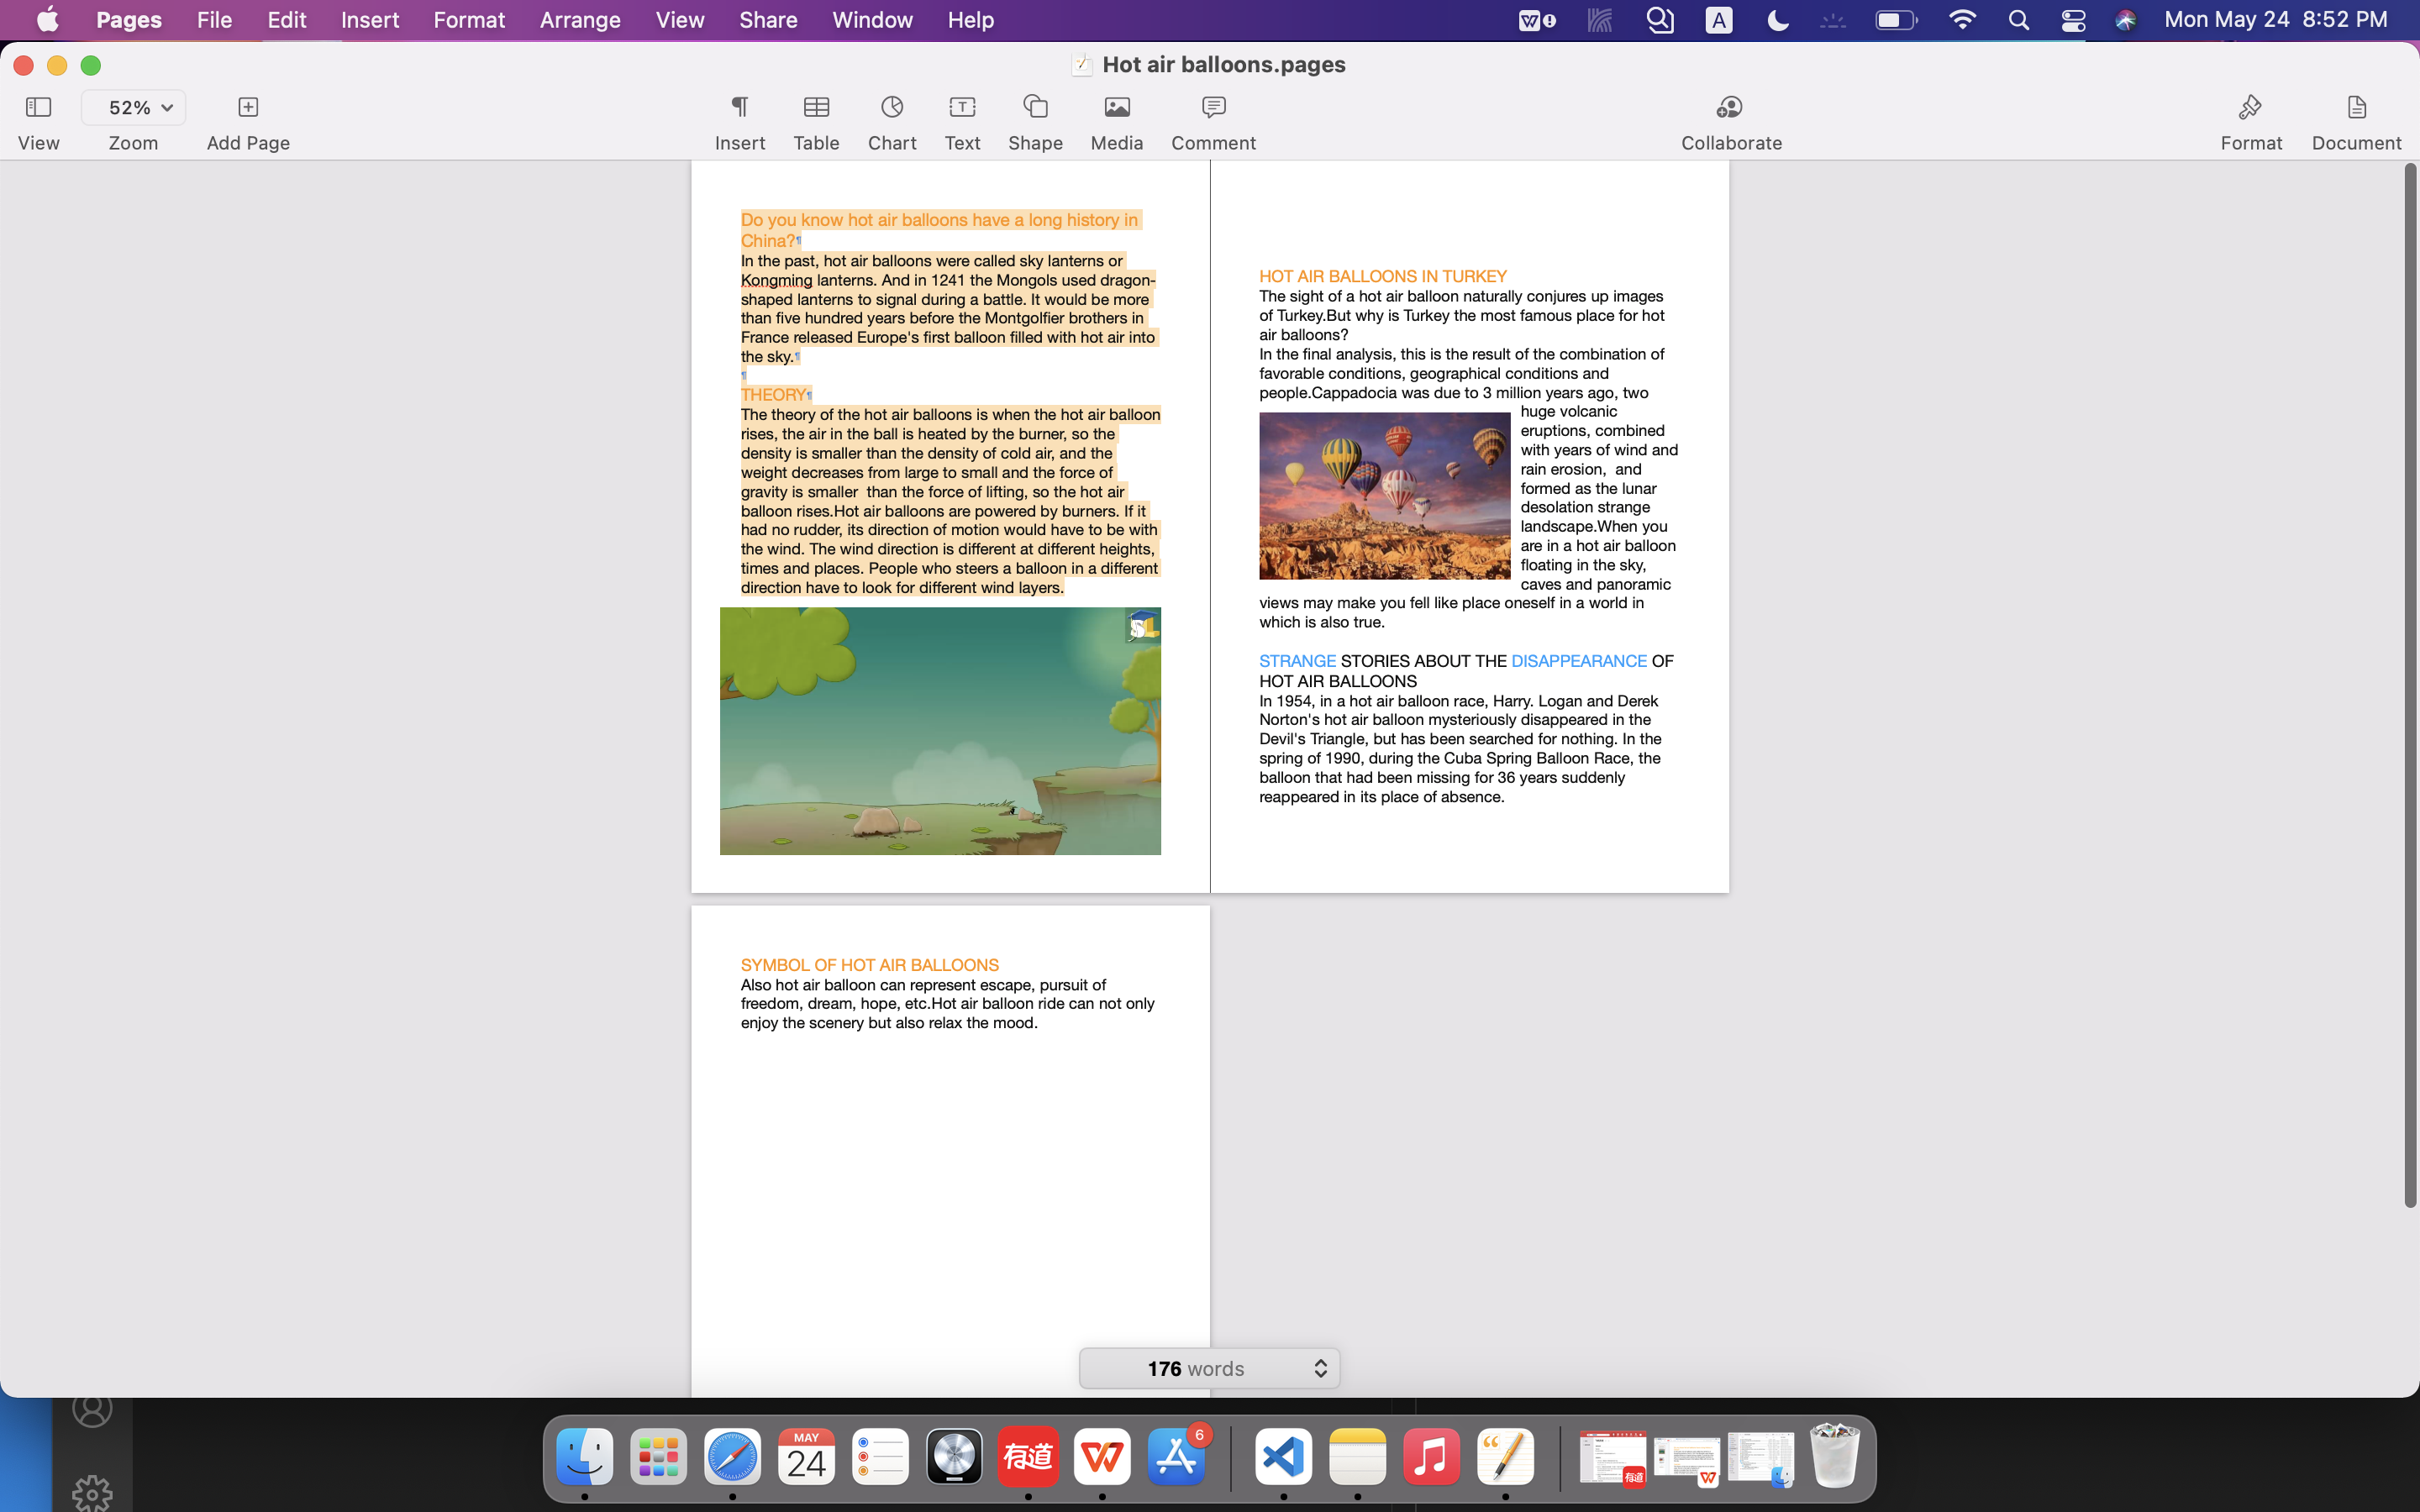 Pages File Edit Insert Format Arrange View Share Window Help
W A Mon May 24 8:52 PM
Hot air balloons.pages
52%
View Zoom Add Page Insert Table Chart Text Shape Media Comment Collaborate Format Document
Do you know hot air balloons have a long history in
China?¶
In the past, hot air balloons were called sky lanterns or
Kongming lanterns. And in 1241 the Mongols used dragon-
shaped lanterns to signal during a battle. It would be more
than five hundred years before the Montgolfier brothers in
France released Europe's first balloon filled with hot air into
the sky.¶
¶
THEORY¶
The theory of the hot air balloons is when the hot air balloon
rises, the air in the ball is heated by the burner, so the
density is smaller than the density of cold air, and the
weight decreases from large to small and the force of
gravity is smaller  than the force of lifting, so the hot air
balloon rises.Hot air balloons are powered by burners. If it
had no rudder, its direction of motion would have to be with
the wind. The wind direction is different at different heights,
times and places. People who steers a balloon in a different
direction have to look for different wind layers.
HOT AIR BALLOONS IN TURKEY
The sight of a hot air balloon naturally conjures up images
of Turkey.But why is Turkey the most famous place for hot
air balloons?
In the final analysis, this is the result of the combination of
favorable conditions, geographical conditions and
people.Cappadocia was due to 3 million years ago, two
huge volcanic
eruptions, combined
with years of wind and
rain erosion,  and
formed as the lunar
desolation strange
landscape.When you
are in a hot air balloon
floating in the sky,
caves and panoramic
views may make you fell like place oneself in a world in
which is also true.
STRANGE STORIES ABOUT THE DISAPPEARANCE OF
HOT AIR BALLOONS
In 1954, in a hot air balloon race, Harry. Logan and Derek
Norton's hot air balloon mysteriously disappeared in the
Devil's Triangle, but has been searched for nothing. In the
spring of 1990, during the Cuba Spring Balloon Race, the
balloon that had been missing for 36 years suddenly
reappeared in its place of absence.
SYMBOL OF HOT AIR BALLOONS
Also hot air balloon can represent escape, pursuit of
freedom, dream, hope, etc.Hot air balloon ride can not only
enjoy the scenery but also relax the mood.
176 words
MAY
24
有道
6
有道